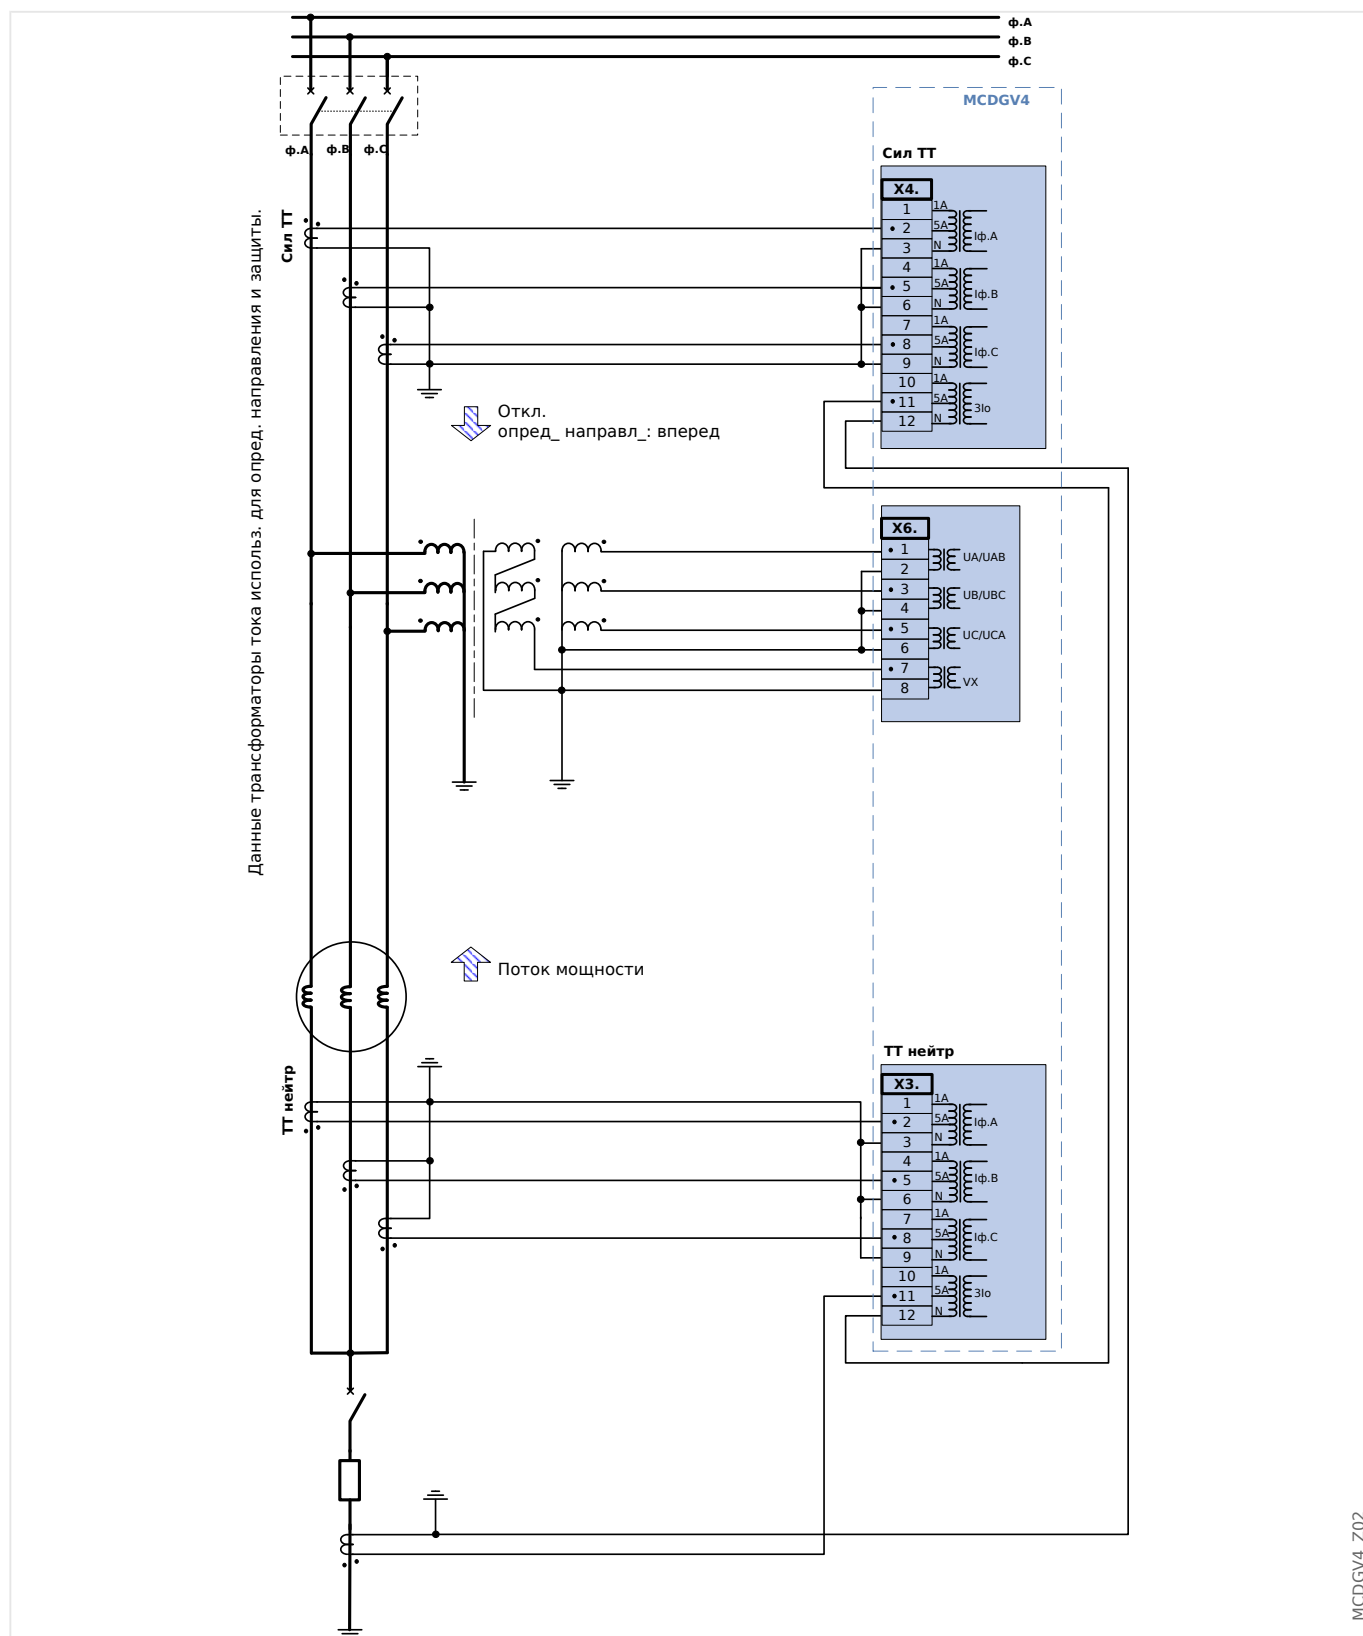 ф.A
ф.B
ф.C
MCDGV4
ф.A
ф.B
ф.C
Сил ТТ
X4.
1
2
3
4
5
6
7
8
9
10
11
12
1A
5A
N
Iф.A
1A
5A
N
Iф.B
1A
5A
N
Iф.C
1A
5A
N
3Io
Сил ТТ
Данные трансформаторы тока использ. для опред. направления и защиты.
Откл.
опред_ направл_: вперед
X6.
1
2
3
4
5
6
7
8
UA/UAB
UB/UBC
UC/UCA
VX
Поток мощности
ТТ нейтр
ТТ нейтр
X3.
1
2
3
4
5
6
7
8
9
10
11
12
1A
5A
N
Iф.A
1A
5A
N
Iф.B
1A
5A
N
Iф.C
1A
5A
N
3Io
MCDGV4_Z02